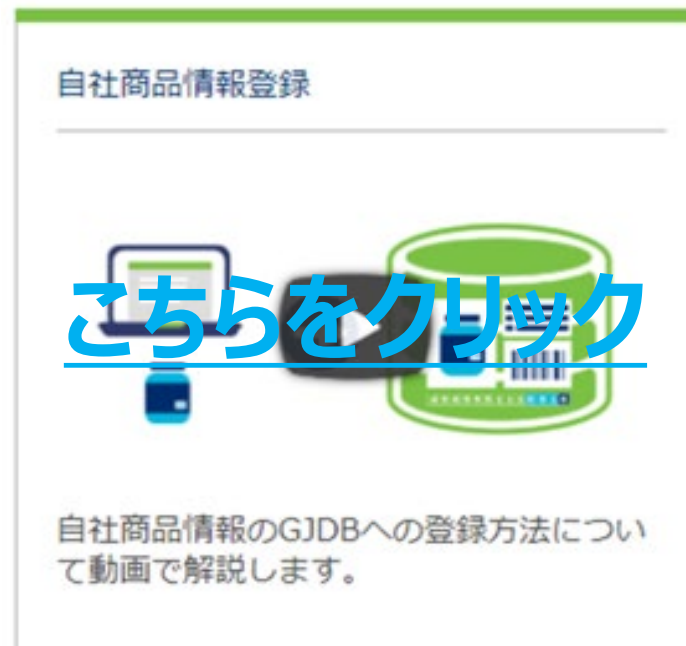 自社商品情報登録
こちらをクリック
自社商品情報のGJDBへの登録方法につい
て動画で解説します。